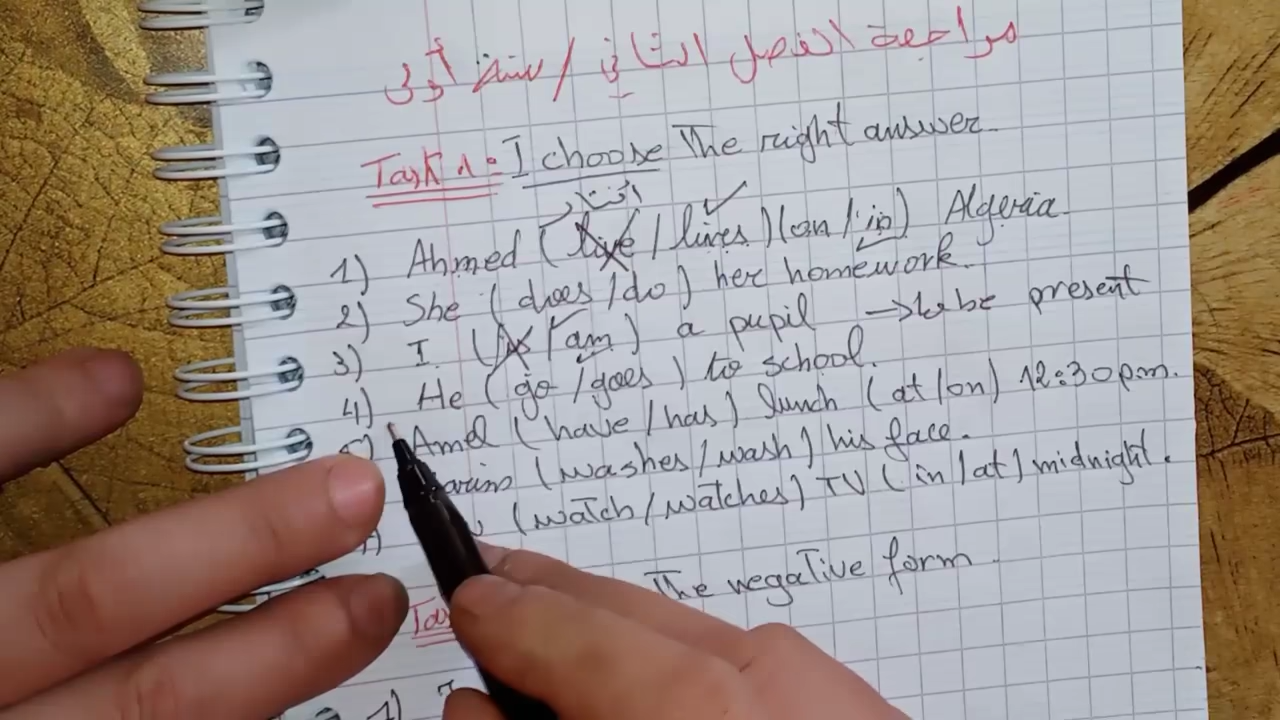 مراجعة الفصل الثاني / سنة أولى
Task 1: I choose The right answer.
اختار
1) Ahmed (live / lives) (on / in) Algeria
2) She (does / do) her homework.
3) I ( / am) a pupil → to be present
4) He (go / goes) to school.
5) Amel (have / has) lunch (at / on) 12:30 p.m.
(washes / wash) his face.
(watch / watches) TV (in / at) midnight.
The negative form.
1)